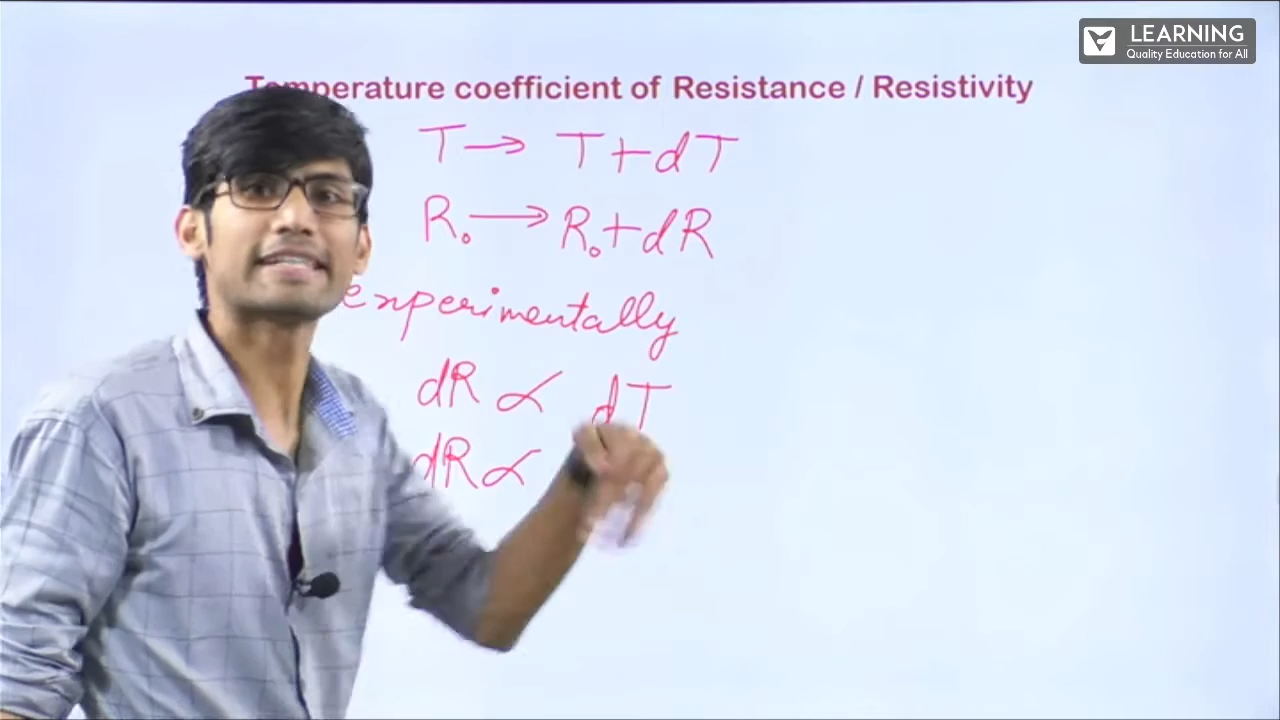 LEARNING
Quality Education for All
Temperature coefficient of Resistance / Resistivity
T → T+dT
R₀ → R₀+dR
experimentally
dR ∝ dT
dR ∝